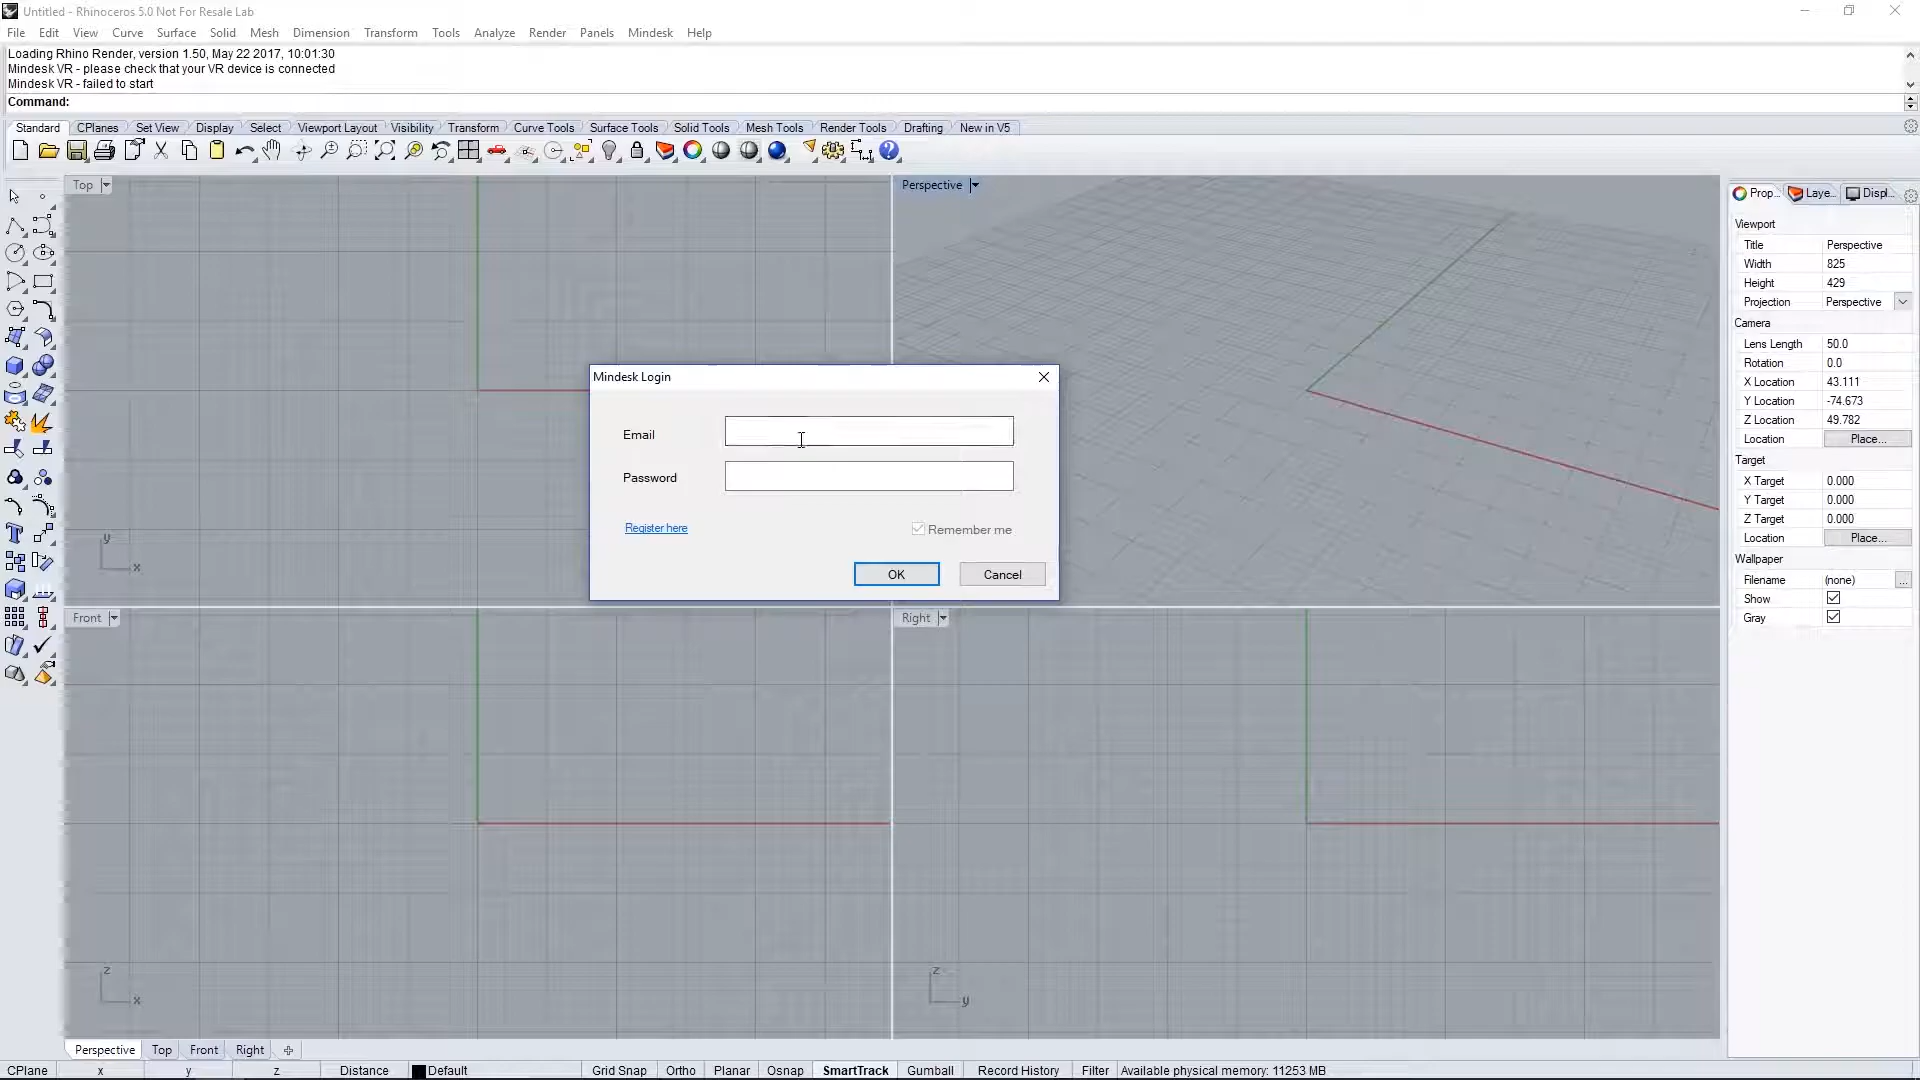 Untitled - Rhinoceros 5.0 Not For Resale Lab
File Edit View Curve Surface Solid Mesh Dimension Transform Tools Analyze Render Panels Mindesk Help
Loading Rhino Render, version 1.50, May 22 2017, 10:01:30
Mindesk VR - please check that your VR device is connected
Mindesk VR - failed to start
Command:
Standard CPlanes Set View Display Select Viewport Layout Visibility Transform Curve Tools Surface Tools Solid Tools Mesh Tools Render Tools Drafting New in V5
Top
Perspective
Prop... Laye... Displ...
Viewport
Title Perspective
Width 825
Height 429
Projection Perspective
Camera
Lens Length 50.0
Rotation 0.0
X Location 43.111
Y Location -74.673
Z Location 49.782
Location Place...
Target
X Target 0.000
Y Target 0.000
Z Target 0.000
Location Place...
Wallpaper
Filename (none) ...
Show
Gray
Mindesk Login
Email
Password
Register here
Remember me
OK Cancel
y
x
Front
Right
z
x
z
y
Perspective Top Front Right
CPlane x y z Distance Default Grid Snap Ortho Planar Osnap SmartTrack Gumball Record History Filter Available physical memory: 11253 MB